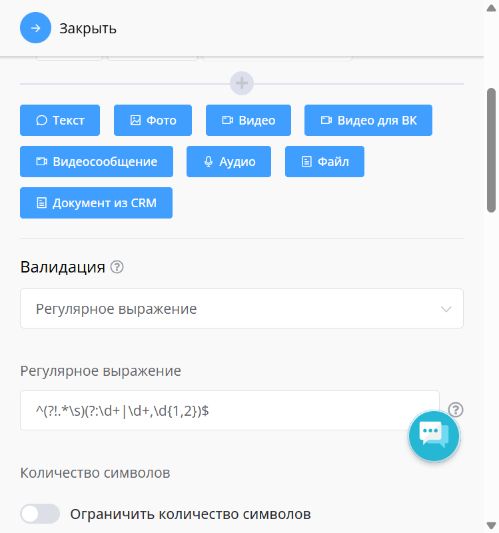 Закрыть
Текст
Фото
Видео
Видео для ВК
Видеосообщение
Аудио
Файл
Документ из CRM
Валидация
Регулярное выражение
Регулярное выражение
^(?!.*\s)(?:\d+|\d+,\d{1,2})$
Количество символов
Ограничить количество символов